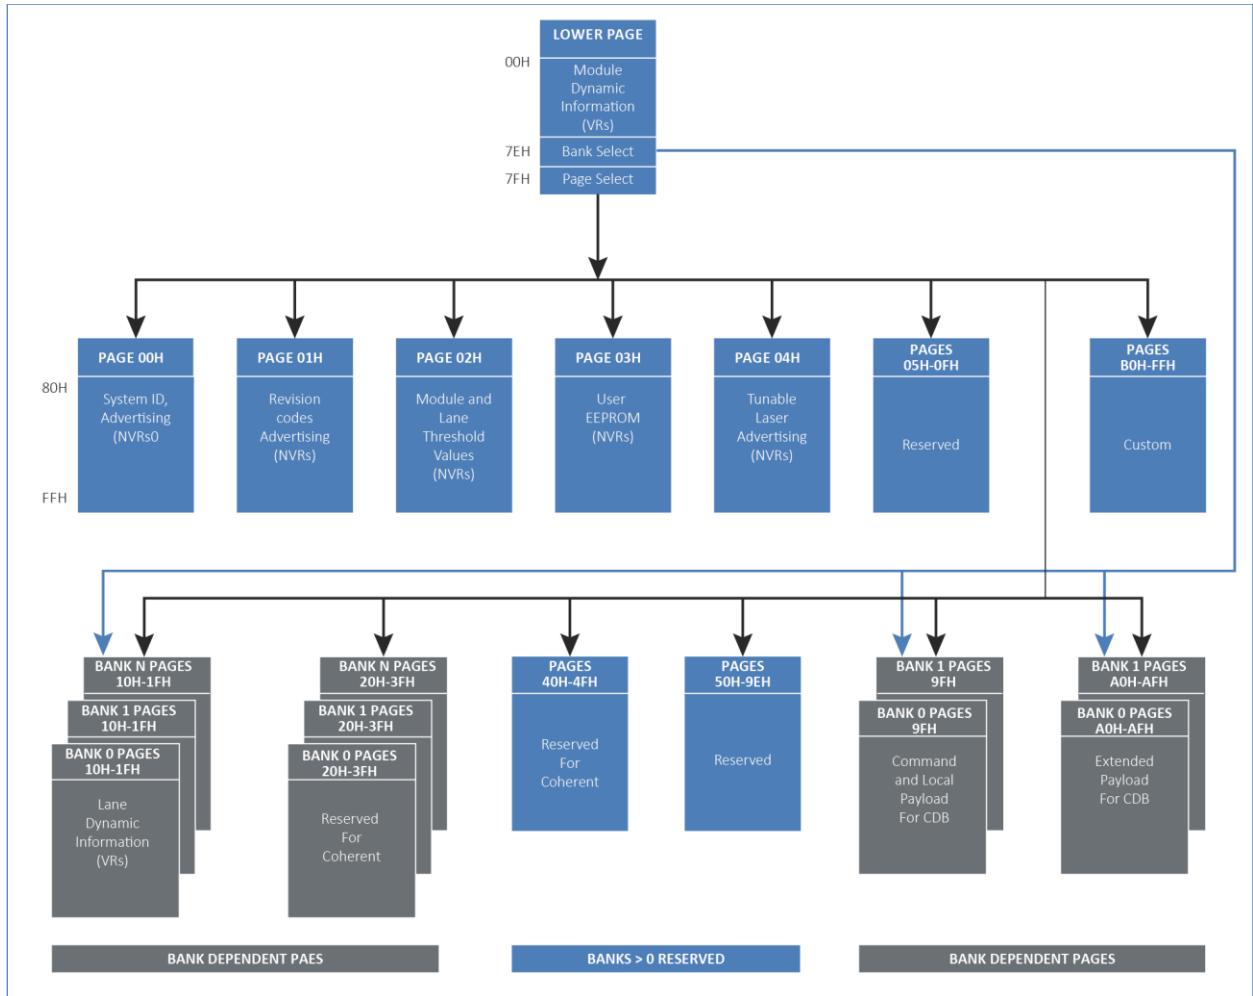 LOWER PAGE
00H
Module
Dynamic
Information
(VRs)
7EH
Bank Select
7FH
Page Select
PAGE 00H
PAGE 01H
PAGE 02H
PAGE 03H
PAGE 04H
PAGES
05H-0FH
PAGES
B0H-FFH
80H
System ID,
Advertising
(NVRs0
Revision
codes
Advertising
(NVRs)
Module and
Lane
Threshold
Values
(NVRs)
User
EEPROM
(NVRs)
Tunable
Laser
Advertising
(NVRs)
Reserved
Custom
FFH
BANK N PAGES
10H-1FH
BANK 1 PAGES
10H-1FH
BANK 0 PAGES
10H-1FH
Lane
Dynamic
Information
(VRs)
BANK N PAGES
20H-3FH
BANK 1 PAGES
20H-3FH
BANK 0 PAGES
20H-3FH
Reserved
For
Coherent
PAGES
40H-4FH
Reserved
For
Coherent
PAGES
50H-9EH
Reserved
BANK 1 PAGES
9FH
BANK 0 PAGES
9FH
Command
and Local
Payload
For CDB
BANK 1 PAGES
A0H-AFH
BANK 0 PAGES
A0H-AFH
Extended
Payload
For CDB
BANK DEPENDENT PAES
BANKS > 0 RESERVED
BANK DEPENDENT PAGES